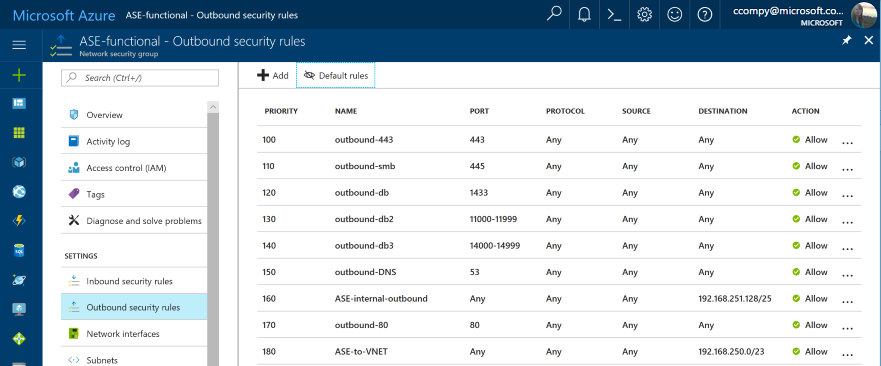 Microsoft Azure ASE-functional - Outbound security rules
ccompy@microsoft.co...
MICROSOFT
ASE-functional - Outbound security rules
Network security group
Search (Ctrl+/)
Overview
Activity log
Access control (IAM)
Tags
Diagnose and solve problems
SETTINGS
Inbound security rules
Outbound security rules
Network interfaces
Subnets
Add Default rules
PRIORITY NAME PORT PROTOCOL SOURCE DESTINATION ACTION
100 outbound-443 443 Any Any Any Allow ...
110 outbound-smb 445 Any Any Any Allow ...
120 outbound-db 1433 Any Any Any Allow ...
130 outbound-db2 11000-11999 Any Any Any Allow ...
140 outbound-db3 14000-14999 Any Any Any Allow ...
150 outbound-DNS 53 Any Any Any Allow ...
160 ASE-internal-outbound Any Any Any 192.168.251.128/25 Allow ...
170 outbound-80 80 Any Any Any Allow ...
180 ASE-to-VNET Any Any Any 192.168.250.0/23 Allow ...